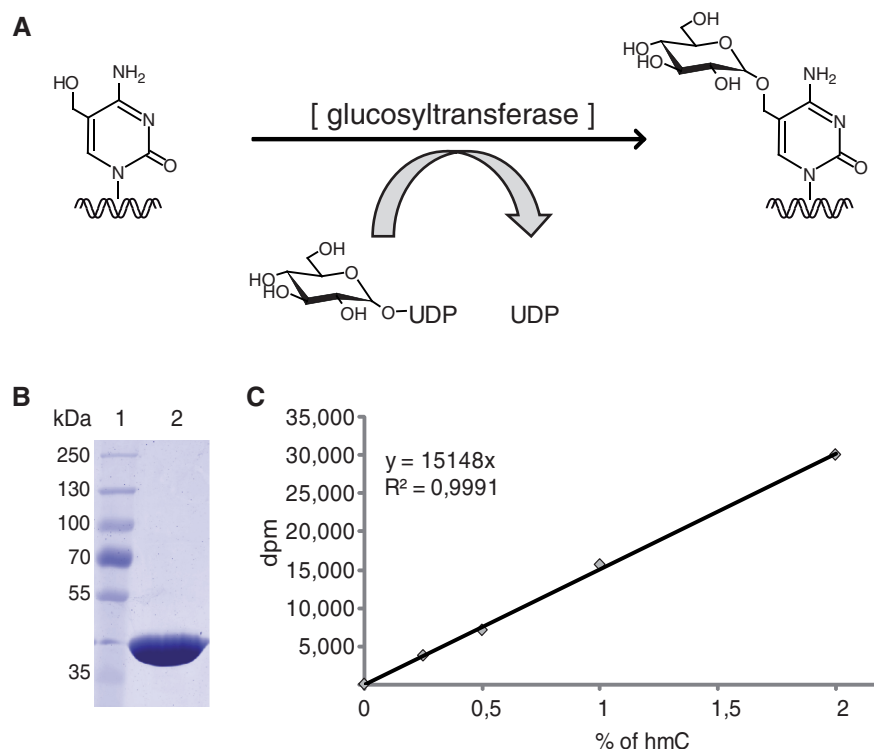 A
HO
NH2
N
N
O
[ glucosyltransferase ]
OH
HO
HO
O
OH
O
UDP
UDP
OH
HO
HO
O
OH
O
NH2
N
N
O
B
kDa 1 2
250
130
100
70
55
35
C
35,000
30,000
25,000
20,000
15,000
10,000
5,000
dpm
y = 15148x
R² = 0,9991
0 0,5 1 1,5 2
% of hmC